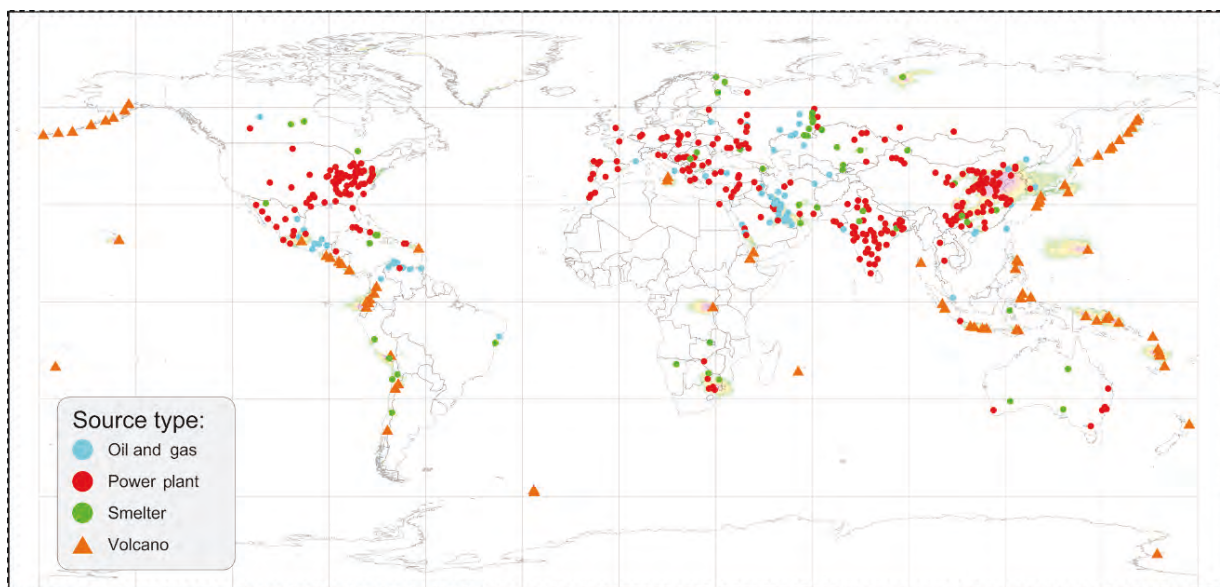 Source type:
Oil and gas
Power plant
Smelter
Volcano